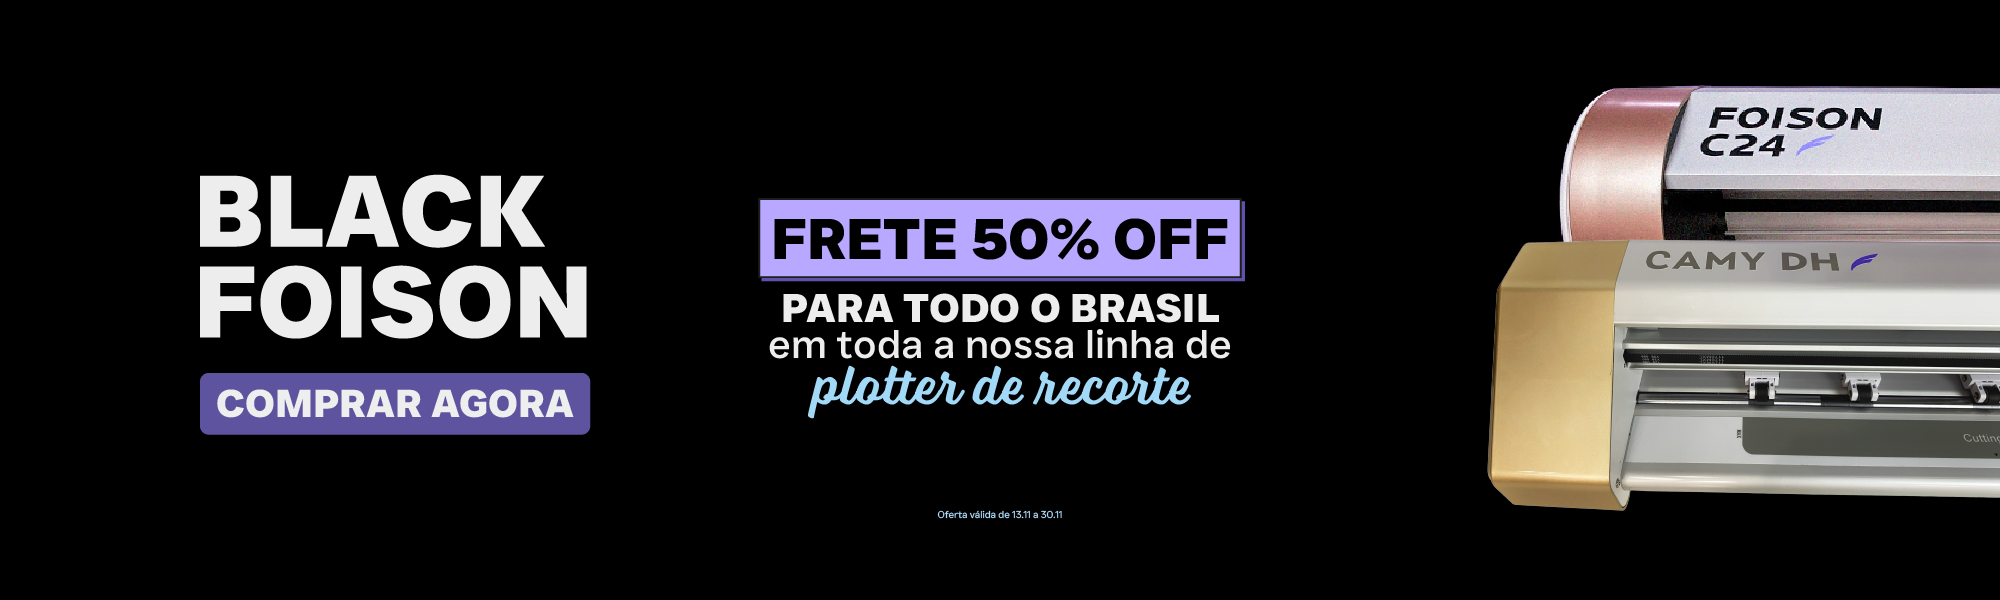 BLACK
FOISON
COMPRAR AGORA
FRETE 50% OFF
PARA TODO O BRASIL
em toda a nossa linha de
plotter de recorte
Oferta válida de 13.11 a 30.11
FOISON
C24
CAMY DH